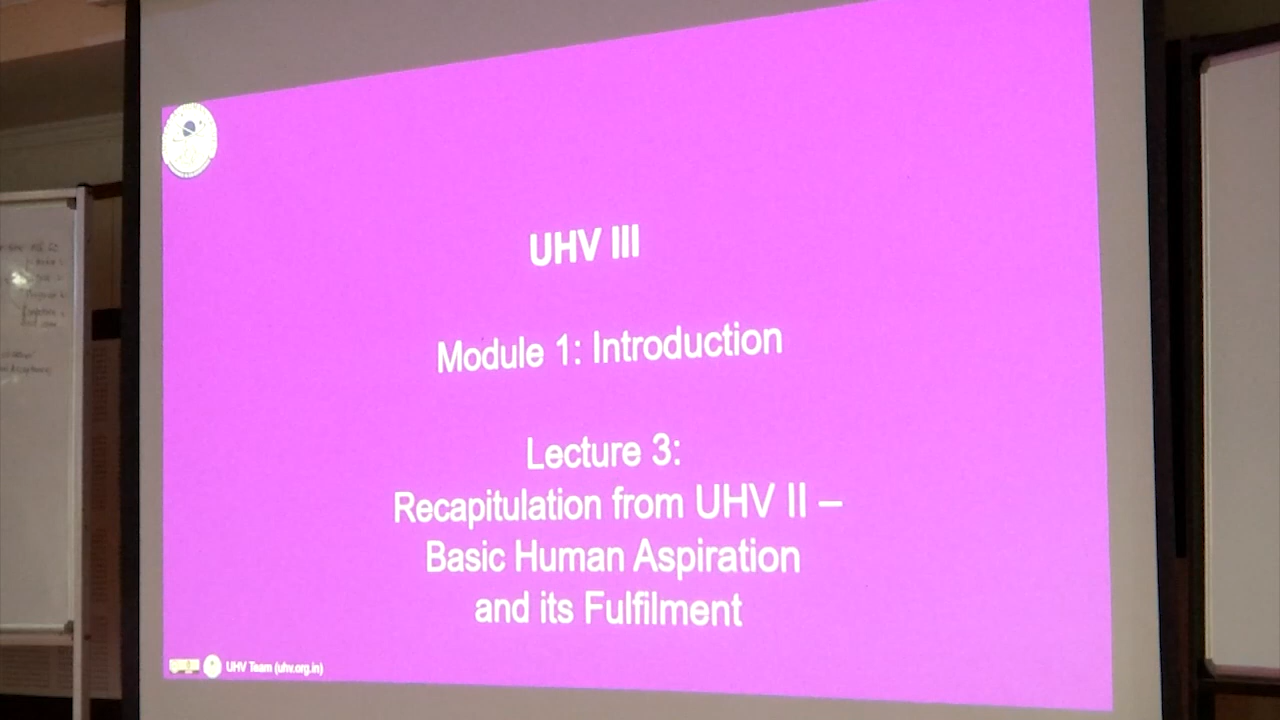 UHV III
Module 1: Introduction
Lecture 3:
Recapitulation from UHV II –
Basic Human Aspiration
and its Fulfilment
UHV Team (uhv.org.in)